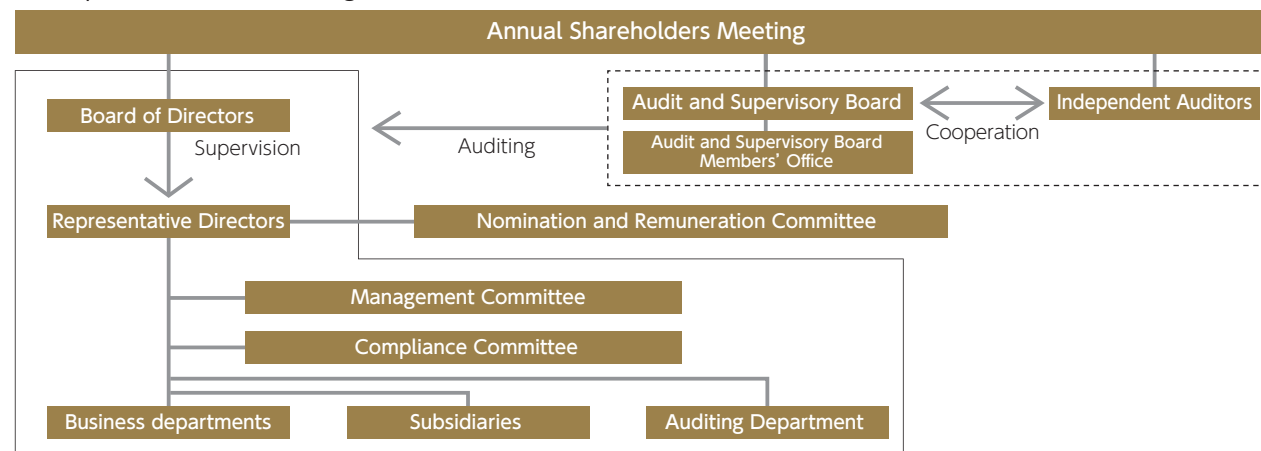 Annual Shareholders Meeting
Board of Directors
Supervision
Auditing
Audit and Supervisory Board
Audit and Supervisory Board
Members' Office
Cooperation
Independent Auditors
Representative Directors
Nomination and Remuneration Committee
Management Committee
Compliance Committee
Business departments
Subsidiaries
Auditing Department